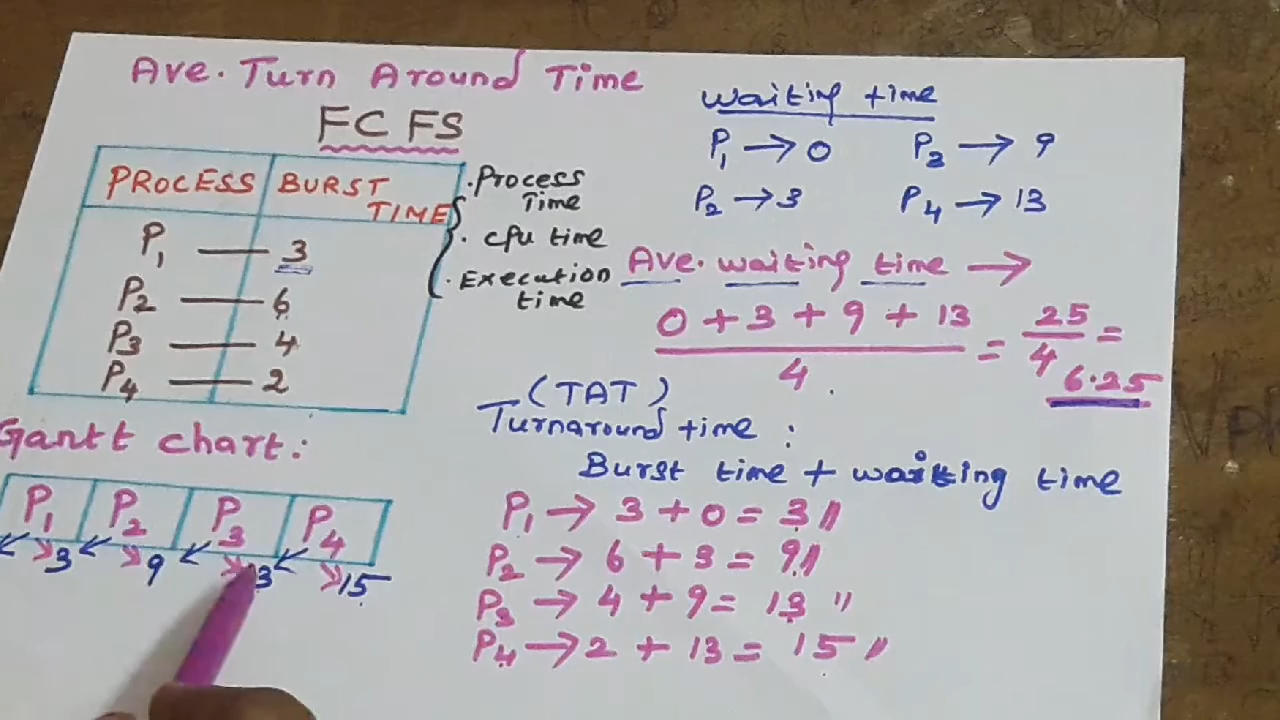 Ave. Turn Around Time
FCFS
PROCESS BURST TIME
P1 — 3
P2 — 6
P3 — 4
P4 — 2
. Process Time
. cpu time
. Execution time
Gantt chart:
P1 P2 P3 P4
3 9 13 15
waiting time
P1 → 0 P3 → 9
P2 → 3 P4 → 13
Ave. waiting time →
0 + 3 + 9 + 13 / 4 = 25/4 = 6.25
(TAT)
Turnaround time :
Burst time + waiting time
P1 → 3 + 0 = 3 //
P2 → 6 + 3 = 9 //
P3 → 4 + 9 = 13 //
P4 → 2 + 13 = 15 //